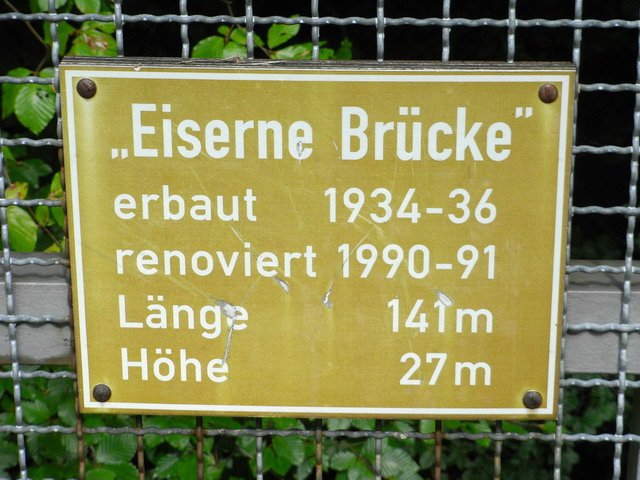 „Eiserne Brücke”
erbaut 1934-36
renoviert 1990-91
Länge 141m
Höhe 27m